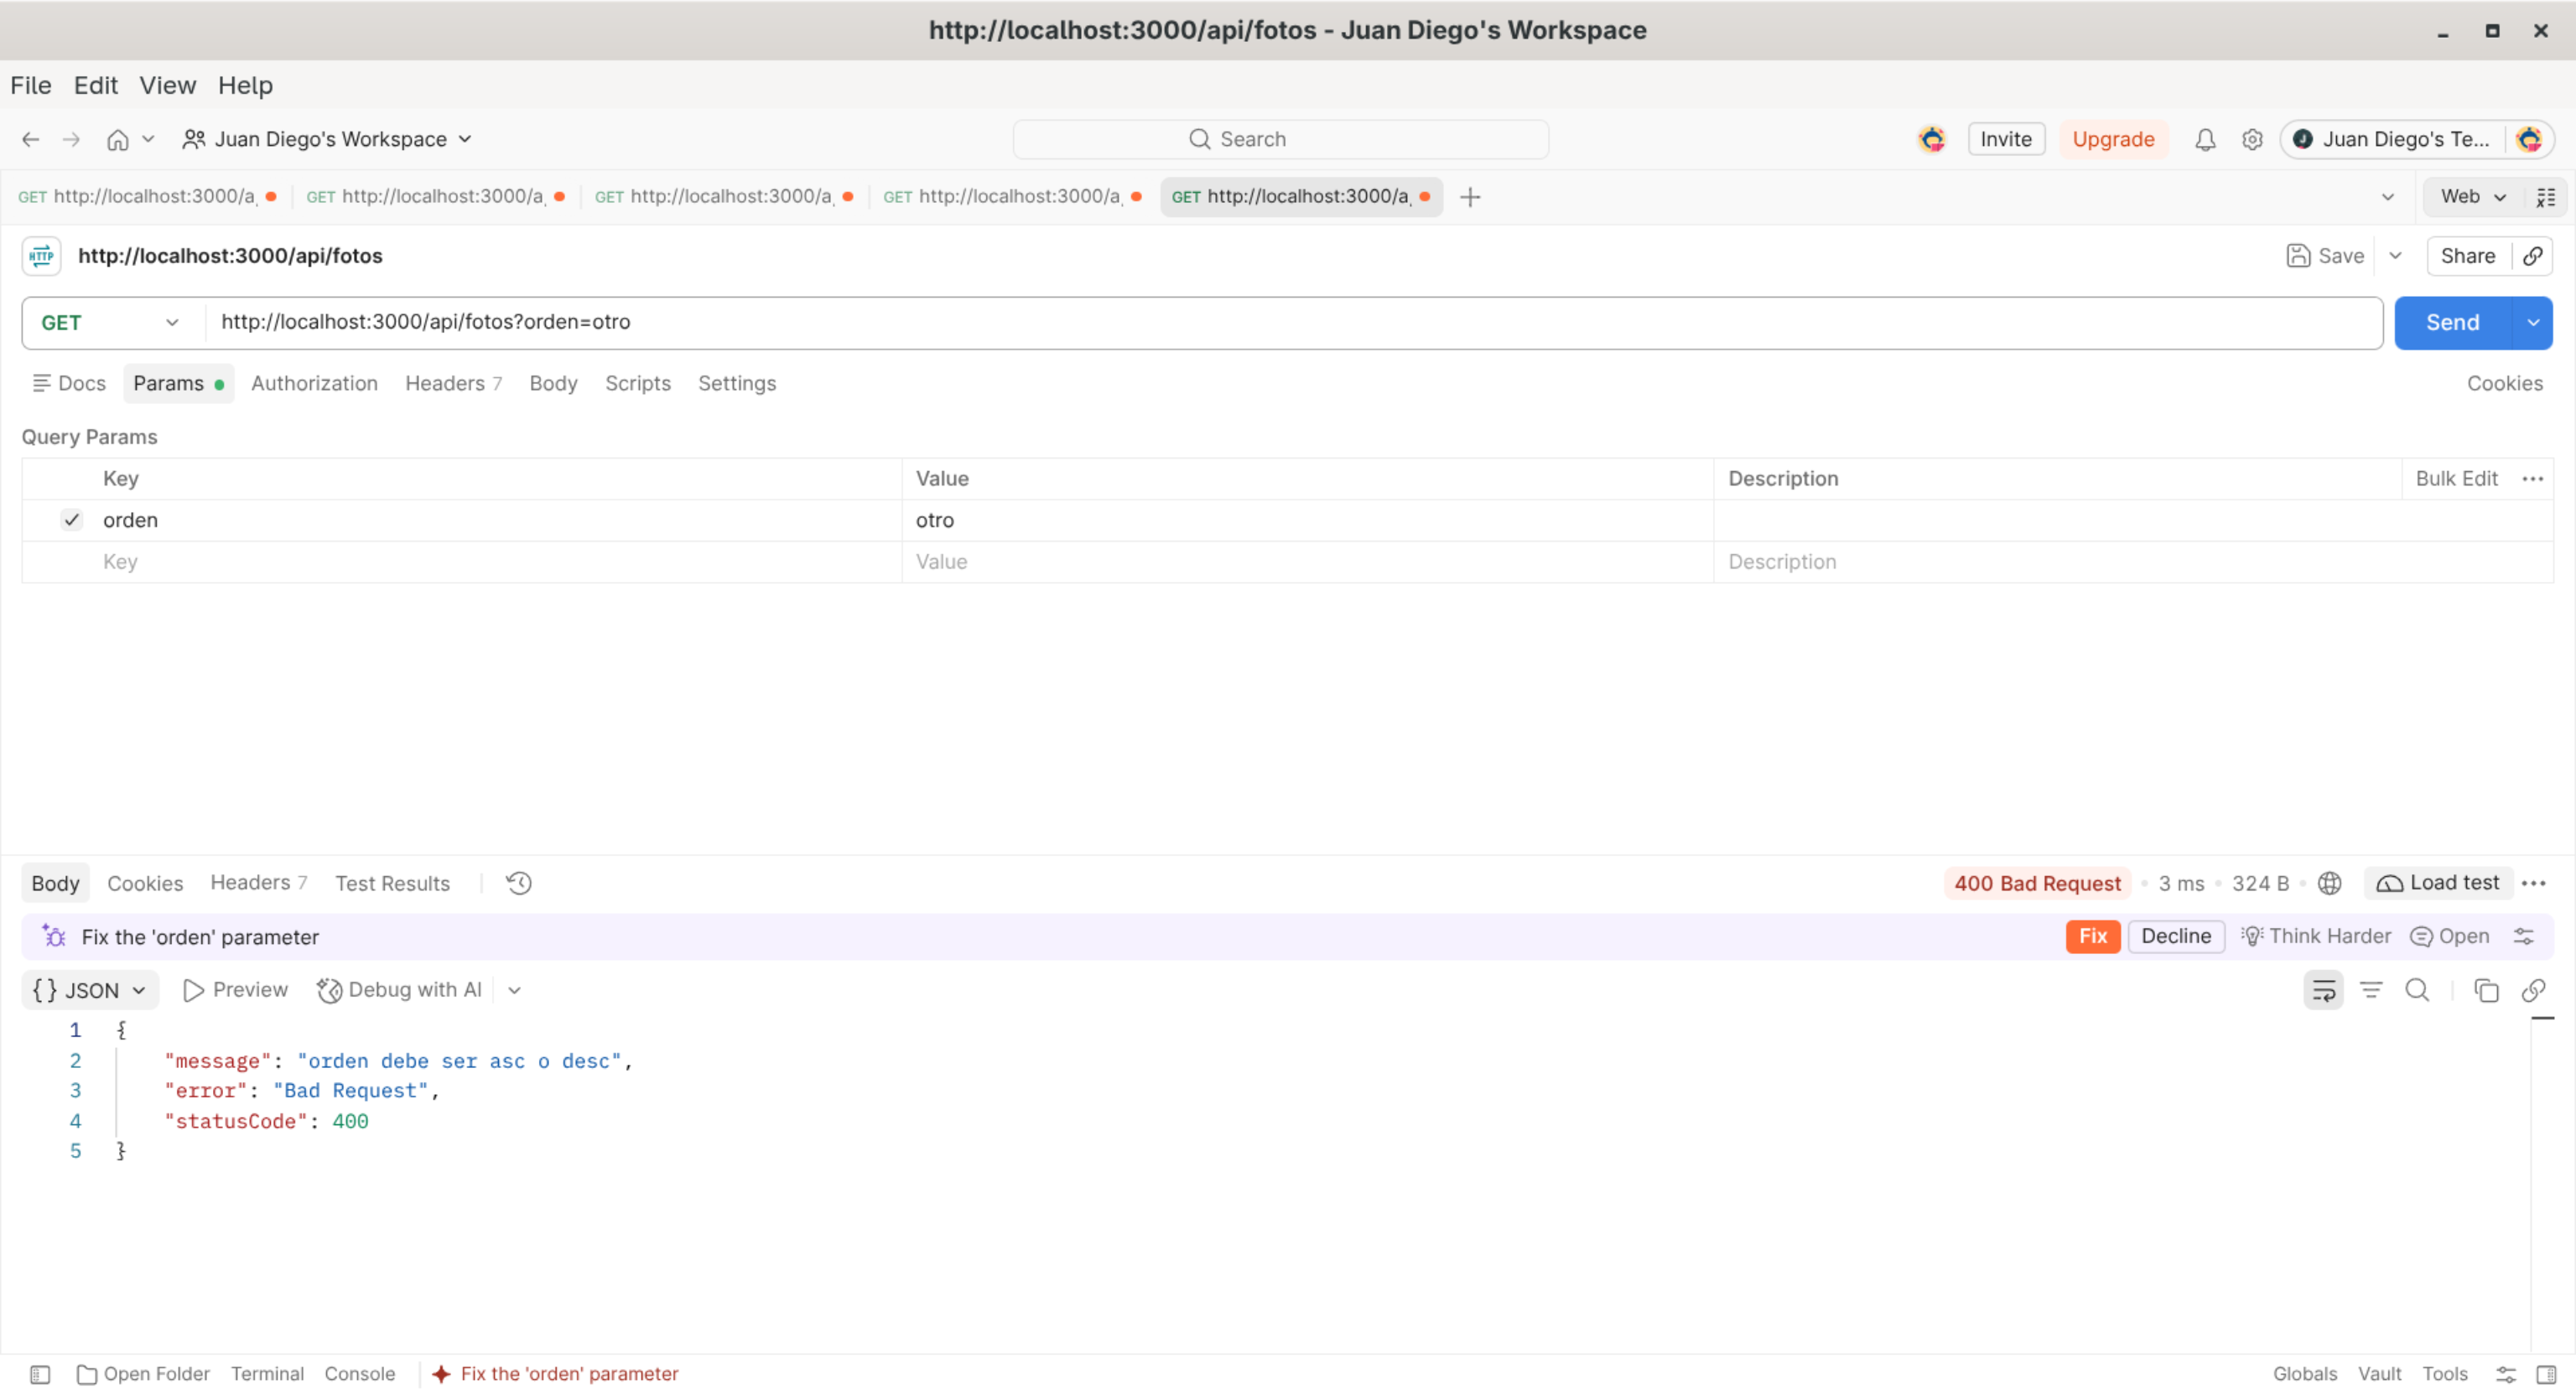 http://localhost:3000/api/fotos - Juan Diego's Workspace
File Edit View Help
Juan Diego's Workspace Search Invite Upgrade Juan Diego's Te...
GET http://localhost:3000/a GET http://localhost:3000/a GET http://localhost:3000/a GET http://localhost:3000/a GET http://localhost:3000/a Web
HTTP http://localhost:3000/api/fotos Save Share
GET http://localhost:3000/api/fotos?orden=otro Send
Docs Params Authorization Headers 7 Body Scripts Settings Cookies
Query Params
Key Value Description Bulk Edit
orden otro
Key Value Description
Body Cookies Headers 7 Test Results 400 Bad Request 3 ms 324 B Load test
Fix the 'orden' parameter Fix Decline Think Harder Open
{} JSON Preview Debug with AI
1 {
2 "message": "orden debe ser asc o desc",
3 "error": "Bad Request",
4 "statusCode": 400
5 }
Open Folder Terminal Console Fix the 'orden' parameter Globals Vault Tools